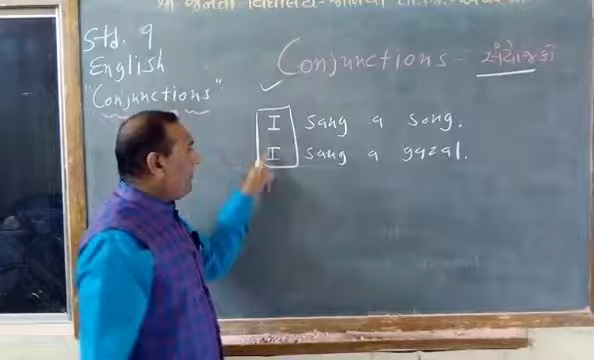 Std. 9
English
"Conjunctions"
Conjunctions - સંયોજકો
I sang a song.
I sang a gazal.